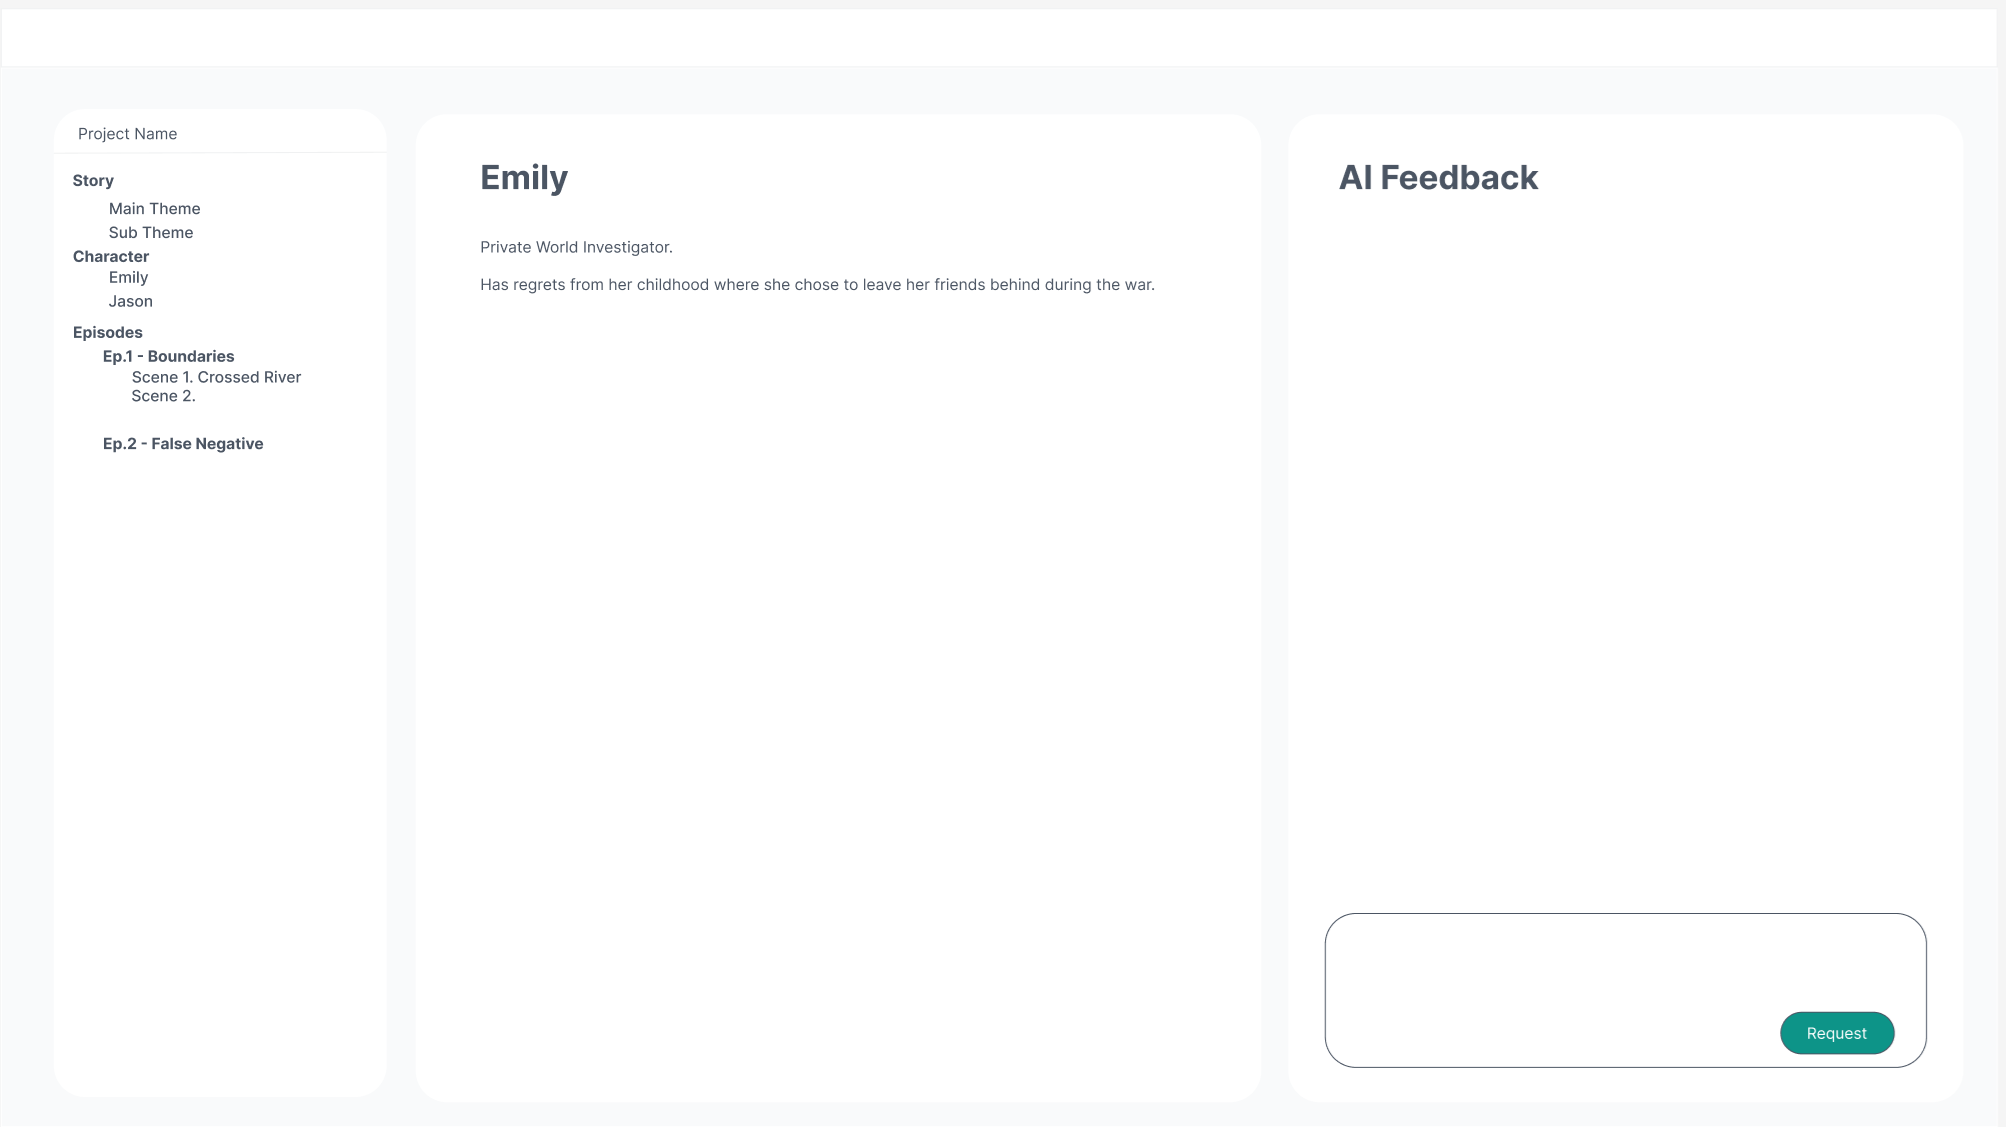 Project Name
Story
Main Theme
Sub Theme
Character
Emily
Jason
Episodes
Ep.1 - Boundaries
Scene 1. Crossed River
Scene 2.
Ep.2 - False Negative
Emily
Private World Investigator.
Has regrets from her childhood where she chose to leave her friends behind during the war.
AI Feedback
Request